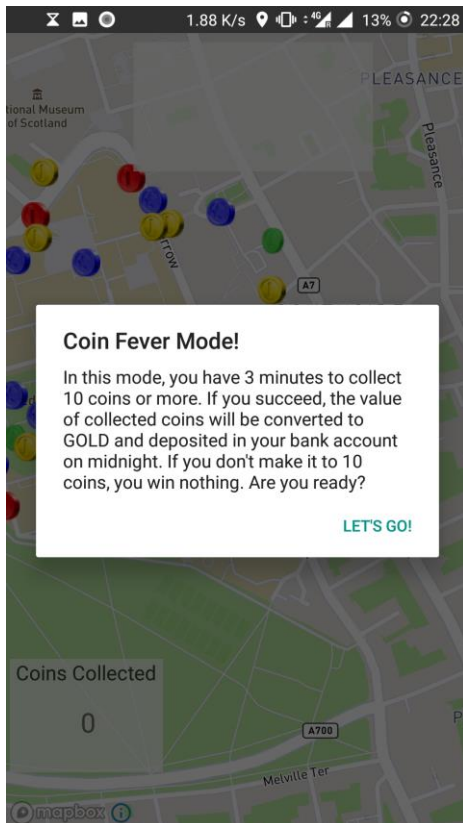 1.88 K/s 4G R 13% 22:28
PLEASANCE
tional Museum
of Scotland
Pleasance
rrow
A7
Coin Fever Mode!
In this mode, you have 3 minutes to collect
10 coins or more. If you succeed, the value
of collected coins will be converted to
GOLD and deposited in your bank account
on midnight. If you don't make it to 10
coins, you win nothing. Are you ready?
LET'S GO!
Coins Collected
0
A700
P
Melville Ter
mapbox